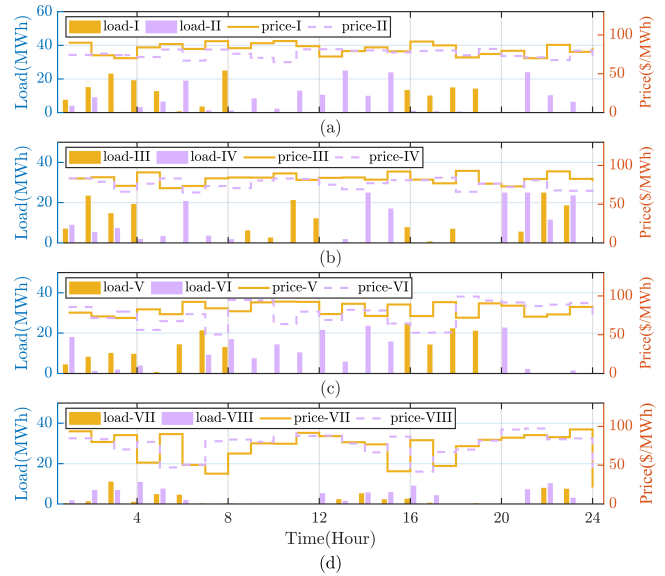 load-I load-II price-I price-II
60
40
20
0
Load(MWh)
100
50
0
Price($/MWh)
(a)
load-III load-IV price-III price-IV
40
20
0
Load(MWh)
100
50
0
Price($/MWh)
(b)
load-V load-VI price-V price-VI
40
20
0
Load(MWh)
100
50
0
Price($/MWh)
(c)
load-VII load-VIII price-VII price-VIII
40
20
0
Load(MWh)
100
50
0
Price($/MWh)
4 8 12 16 20 24
Time(Hour)
(d)